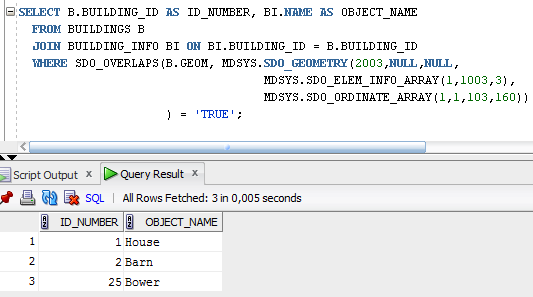 SELECT B.BUILDING_ID AS ID_NUMBER, BI.NAME AS OBJECT_NAME
FROM BUILDINGS B
JOIN BUILDING_INFO BI ON BI.BUILDING_ID = B.BUILDING_ID
WHERE SDO_OVERLAPS(B.GEOM, MDSYS.SDO_GEOMETRY(2003,NULL,NULL,
MDSYS.SDO_ELEM_INFO_ARRAY(1,1003,3),
MDSYS.SDO_ORDINATE_ARRAY(1,1,103,160))
) = 'TRUE';
Script Output x Query Result x
SQL | All Rows Fetched: 3 in 0,005 seconds
ID_NUMBER OBJECT_NAME
1 1 House
2 2 Barn
3 25 Bower